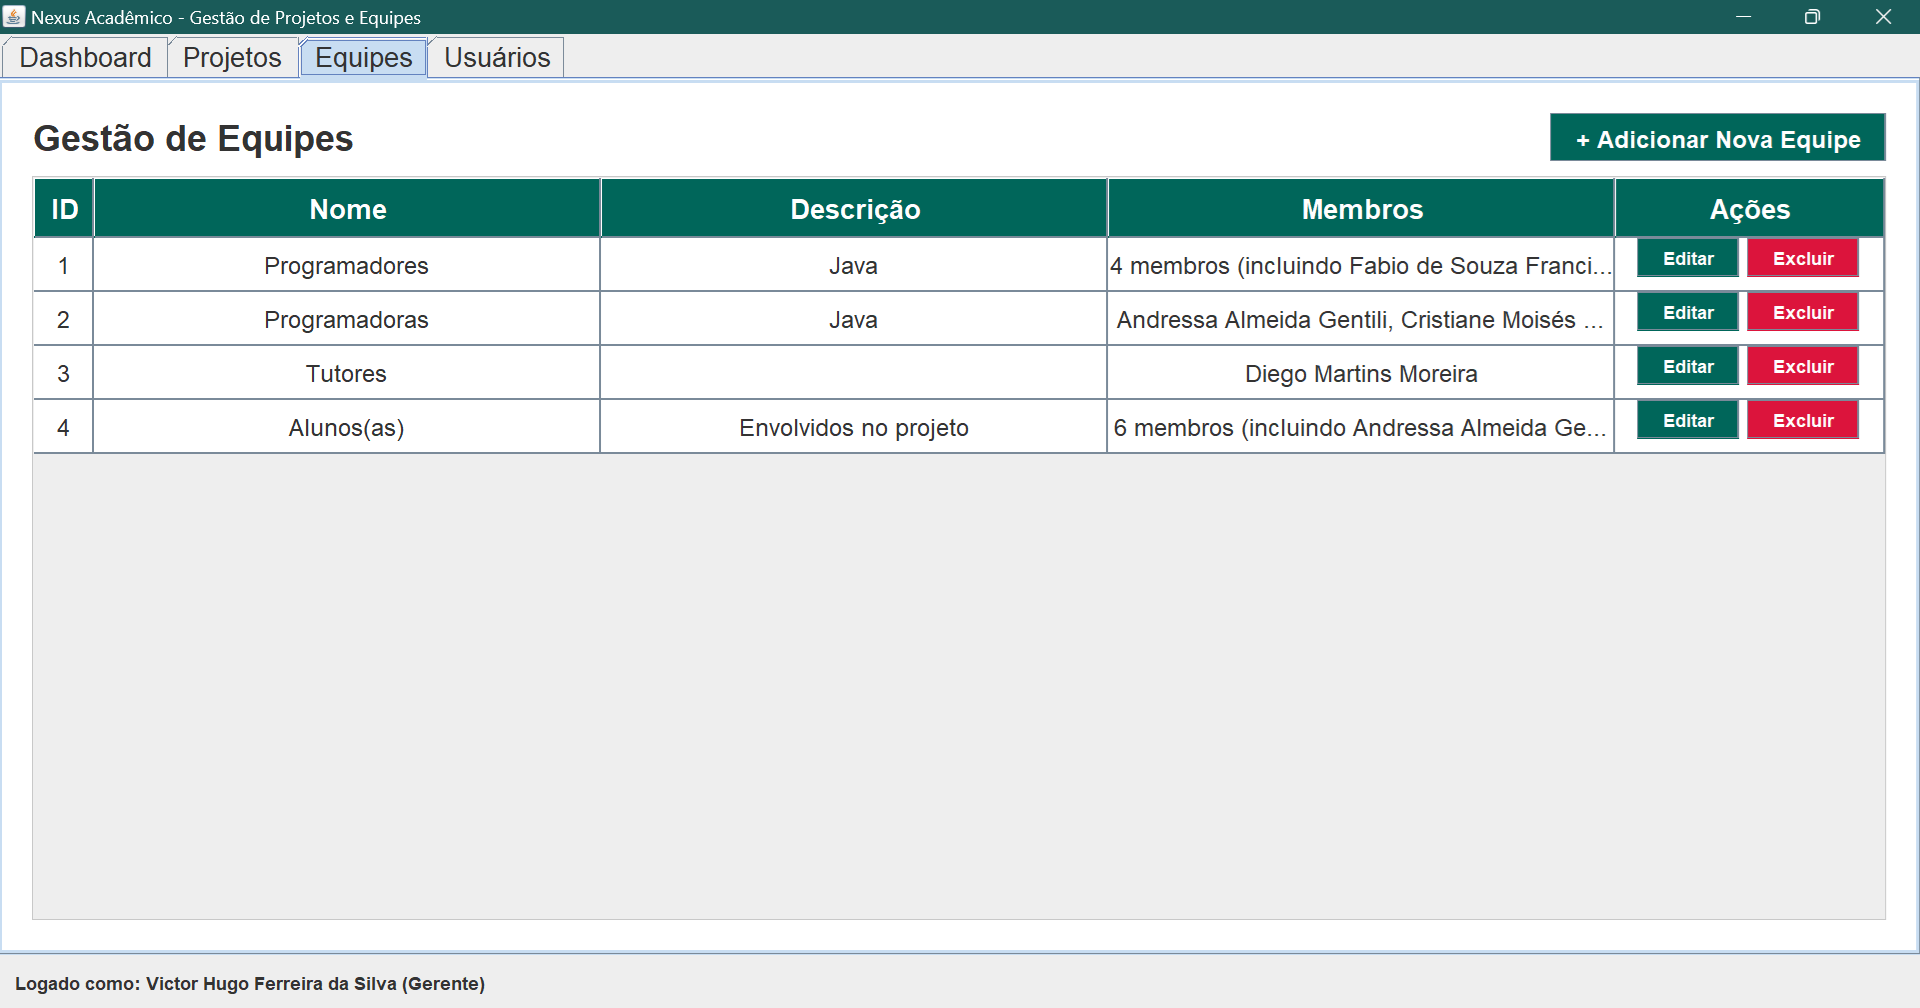 Nexus Acadêmico - Gestão de Projetos e Equipes
Dashboard Projetos Equipes Usuários
Gestão de Equipes + Adicionar Nova Equipe
ID Nome Descrição Membros Ações
1 Programadores Java 4 membros (incluindo Fabio de Souza Franci... Editar Excluir
2 Programadoras Java Andressa Almeida Gentili, Cristiane Moisés ... Editar Excluir
3 Tutores Diego Martins Moreira Editar Excluir
4 Alunos(as) Envolvidos no projeto 6 membros (incluindo Andressa Almeida Ge... Editar Excluir
Logado como: Victor Hugo Ferreira da Silva (Gerente)